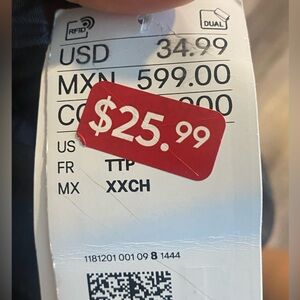 RFID DUAL
USD 34.99
MXN 599.00
$25.99
US
FR TTP
MX XXCH
1181201 001 09 8 1444